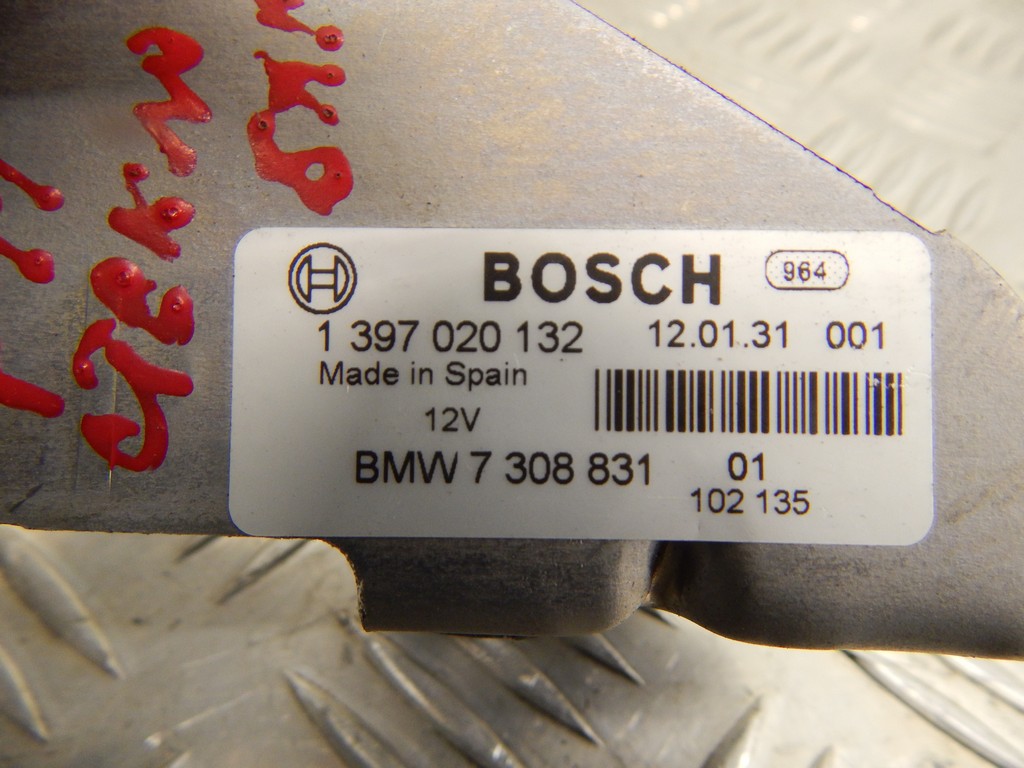 BOSCH 964
1 397 020 132 12.01.31 001
Made in Spain
12V
BMW 7 308 831 01
102 135